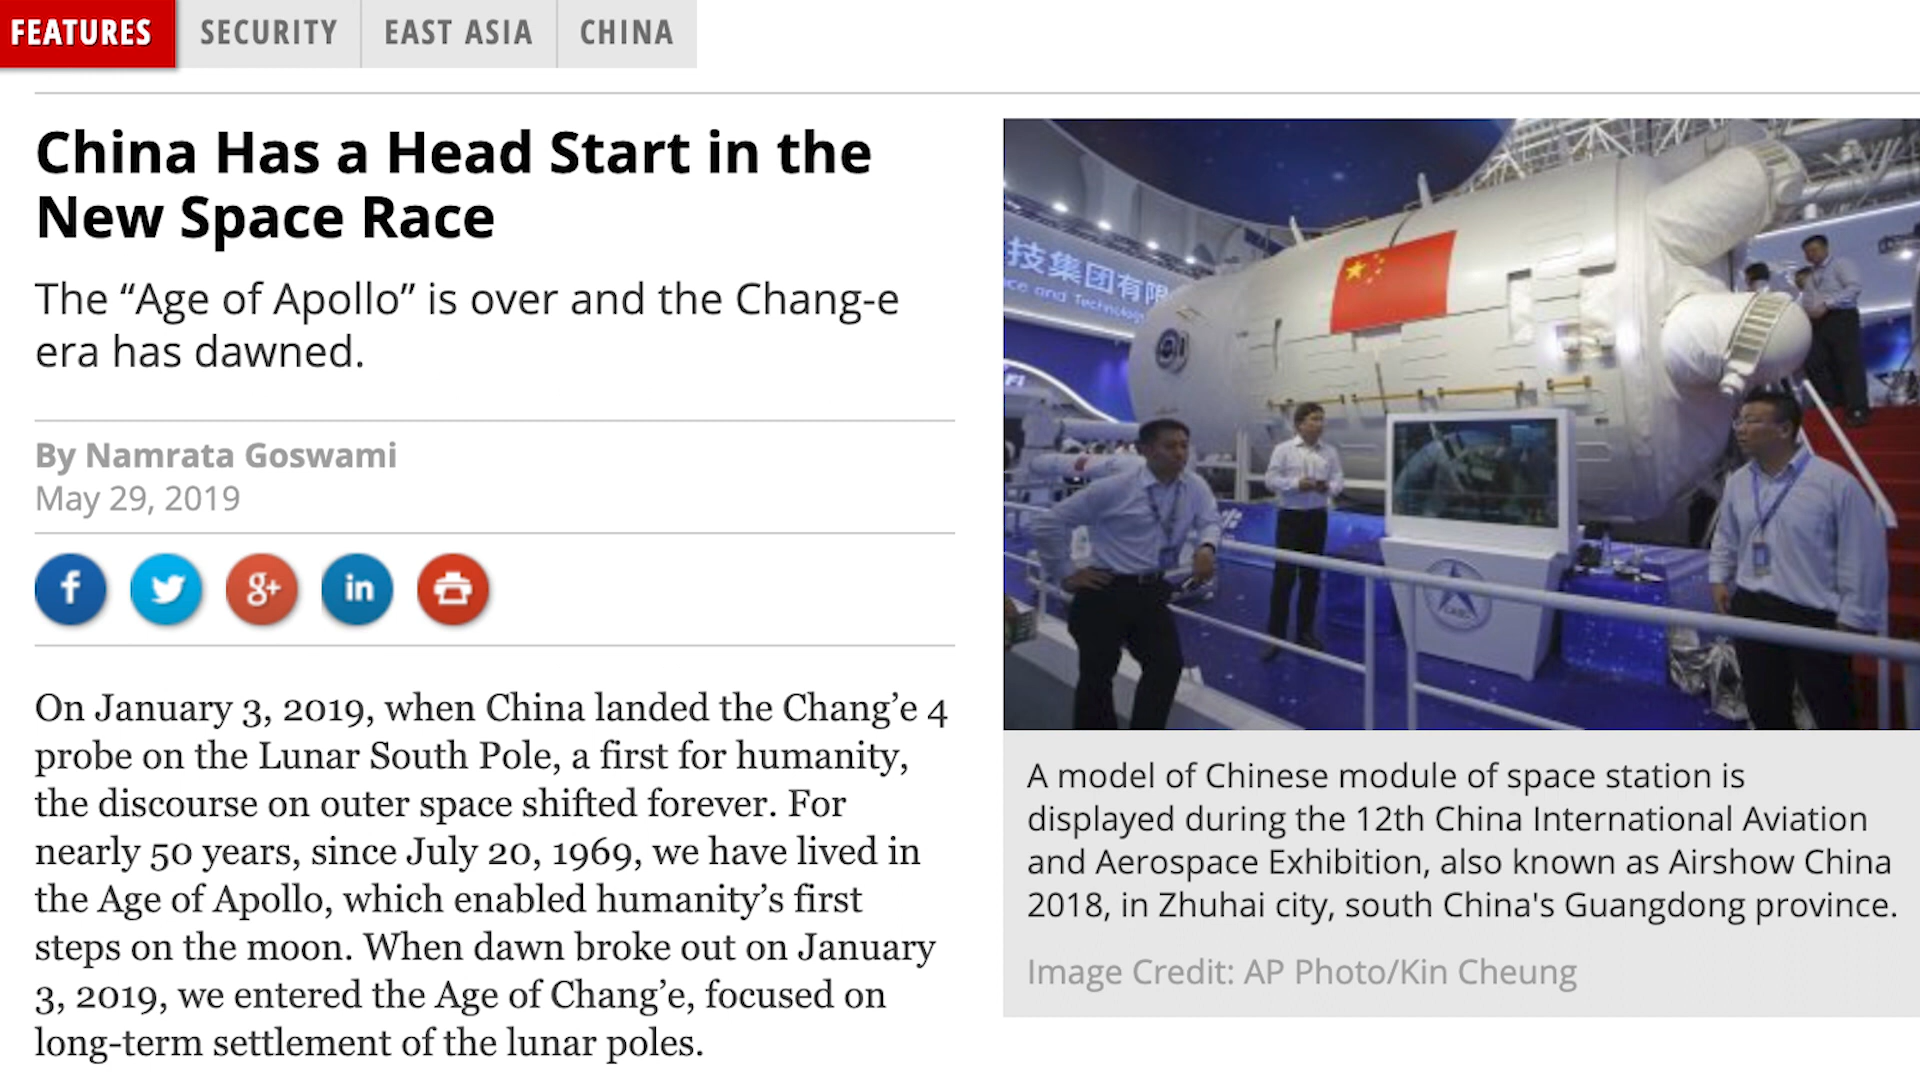 FEATURES
SECURITY
EAST ASIA
CHINA
China Has a Head Start in the
New Space Race
The “Age of Apollo” is over and the Chang-e
era has dawned.
By Namrata Goswami
May 29, 2019
f
g+
in
On January 3, 2019, when China landed the Chang’e 4
probe on the Lunar South Pole, a first for humanity,
the discourse on outer space shifted forever. For
nearly 50 years, since July 20, 1969, we have lived in
the Age of Apollo, which enabled humanity’s first
steps on the moon. When dawn broke out on January
3, 2019, we entered the Age of Chang’e, focused on
long-term settlement of the lunar poles.
技集团有限
ce and Technology
A model of Chinese module of space station is
displayed during the 12th China International Aviation
and Aerospace Exhibition, also known as Airshow China
2018, in Zhuhai city, south China's Guangdong province.
Image Credit: AP Photo/Kin Cheung